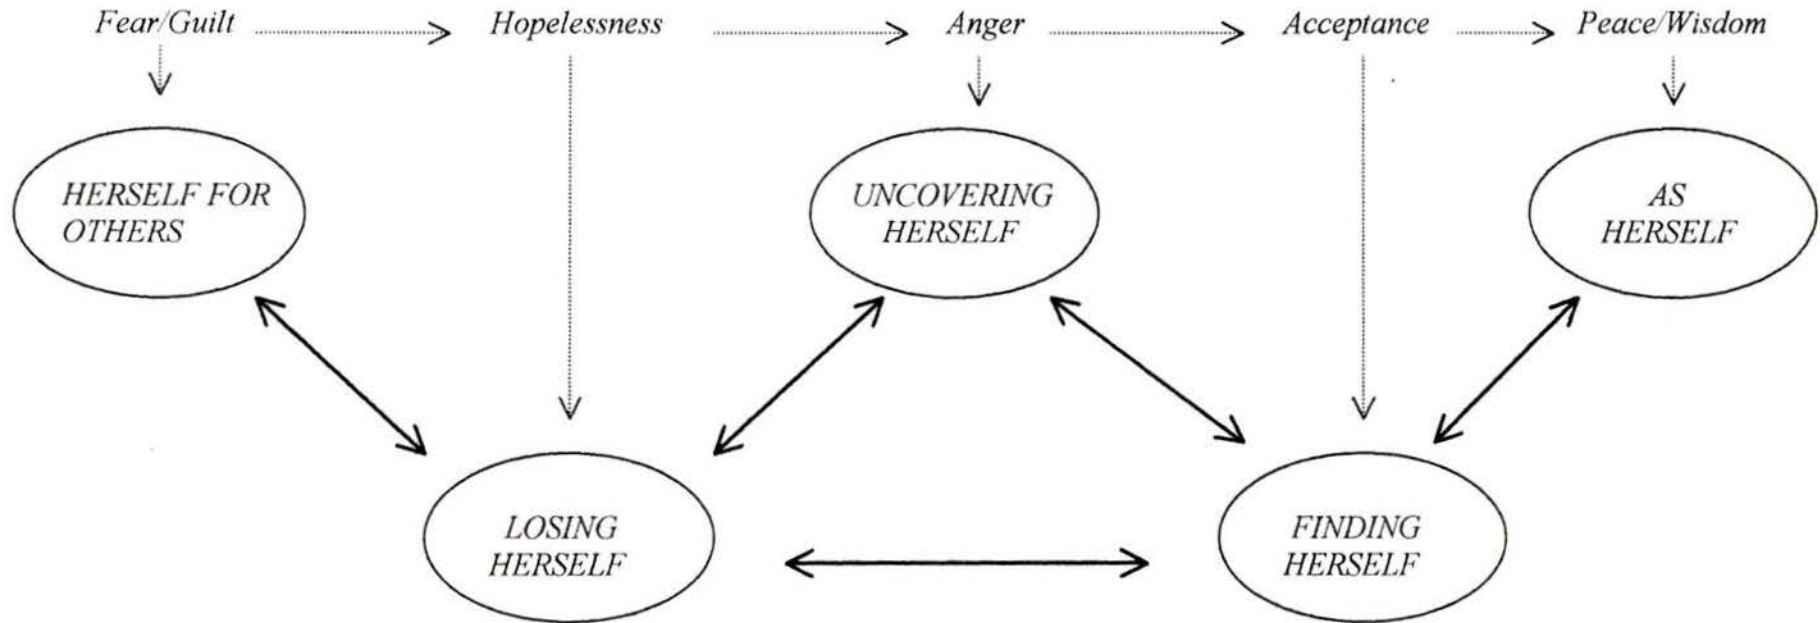 Fear/Guilt Hopelessness Anger Acceptance Peace/Wisdom
HERSELF FOR
OTHERS
UNCOVERING
HERSELF
AS
HERSELF
LOSING
HERSELF
FINDING
HERSELF